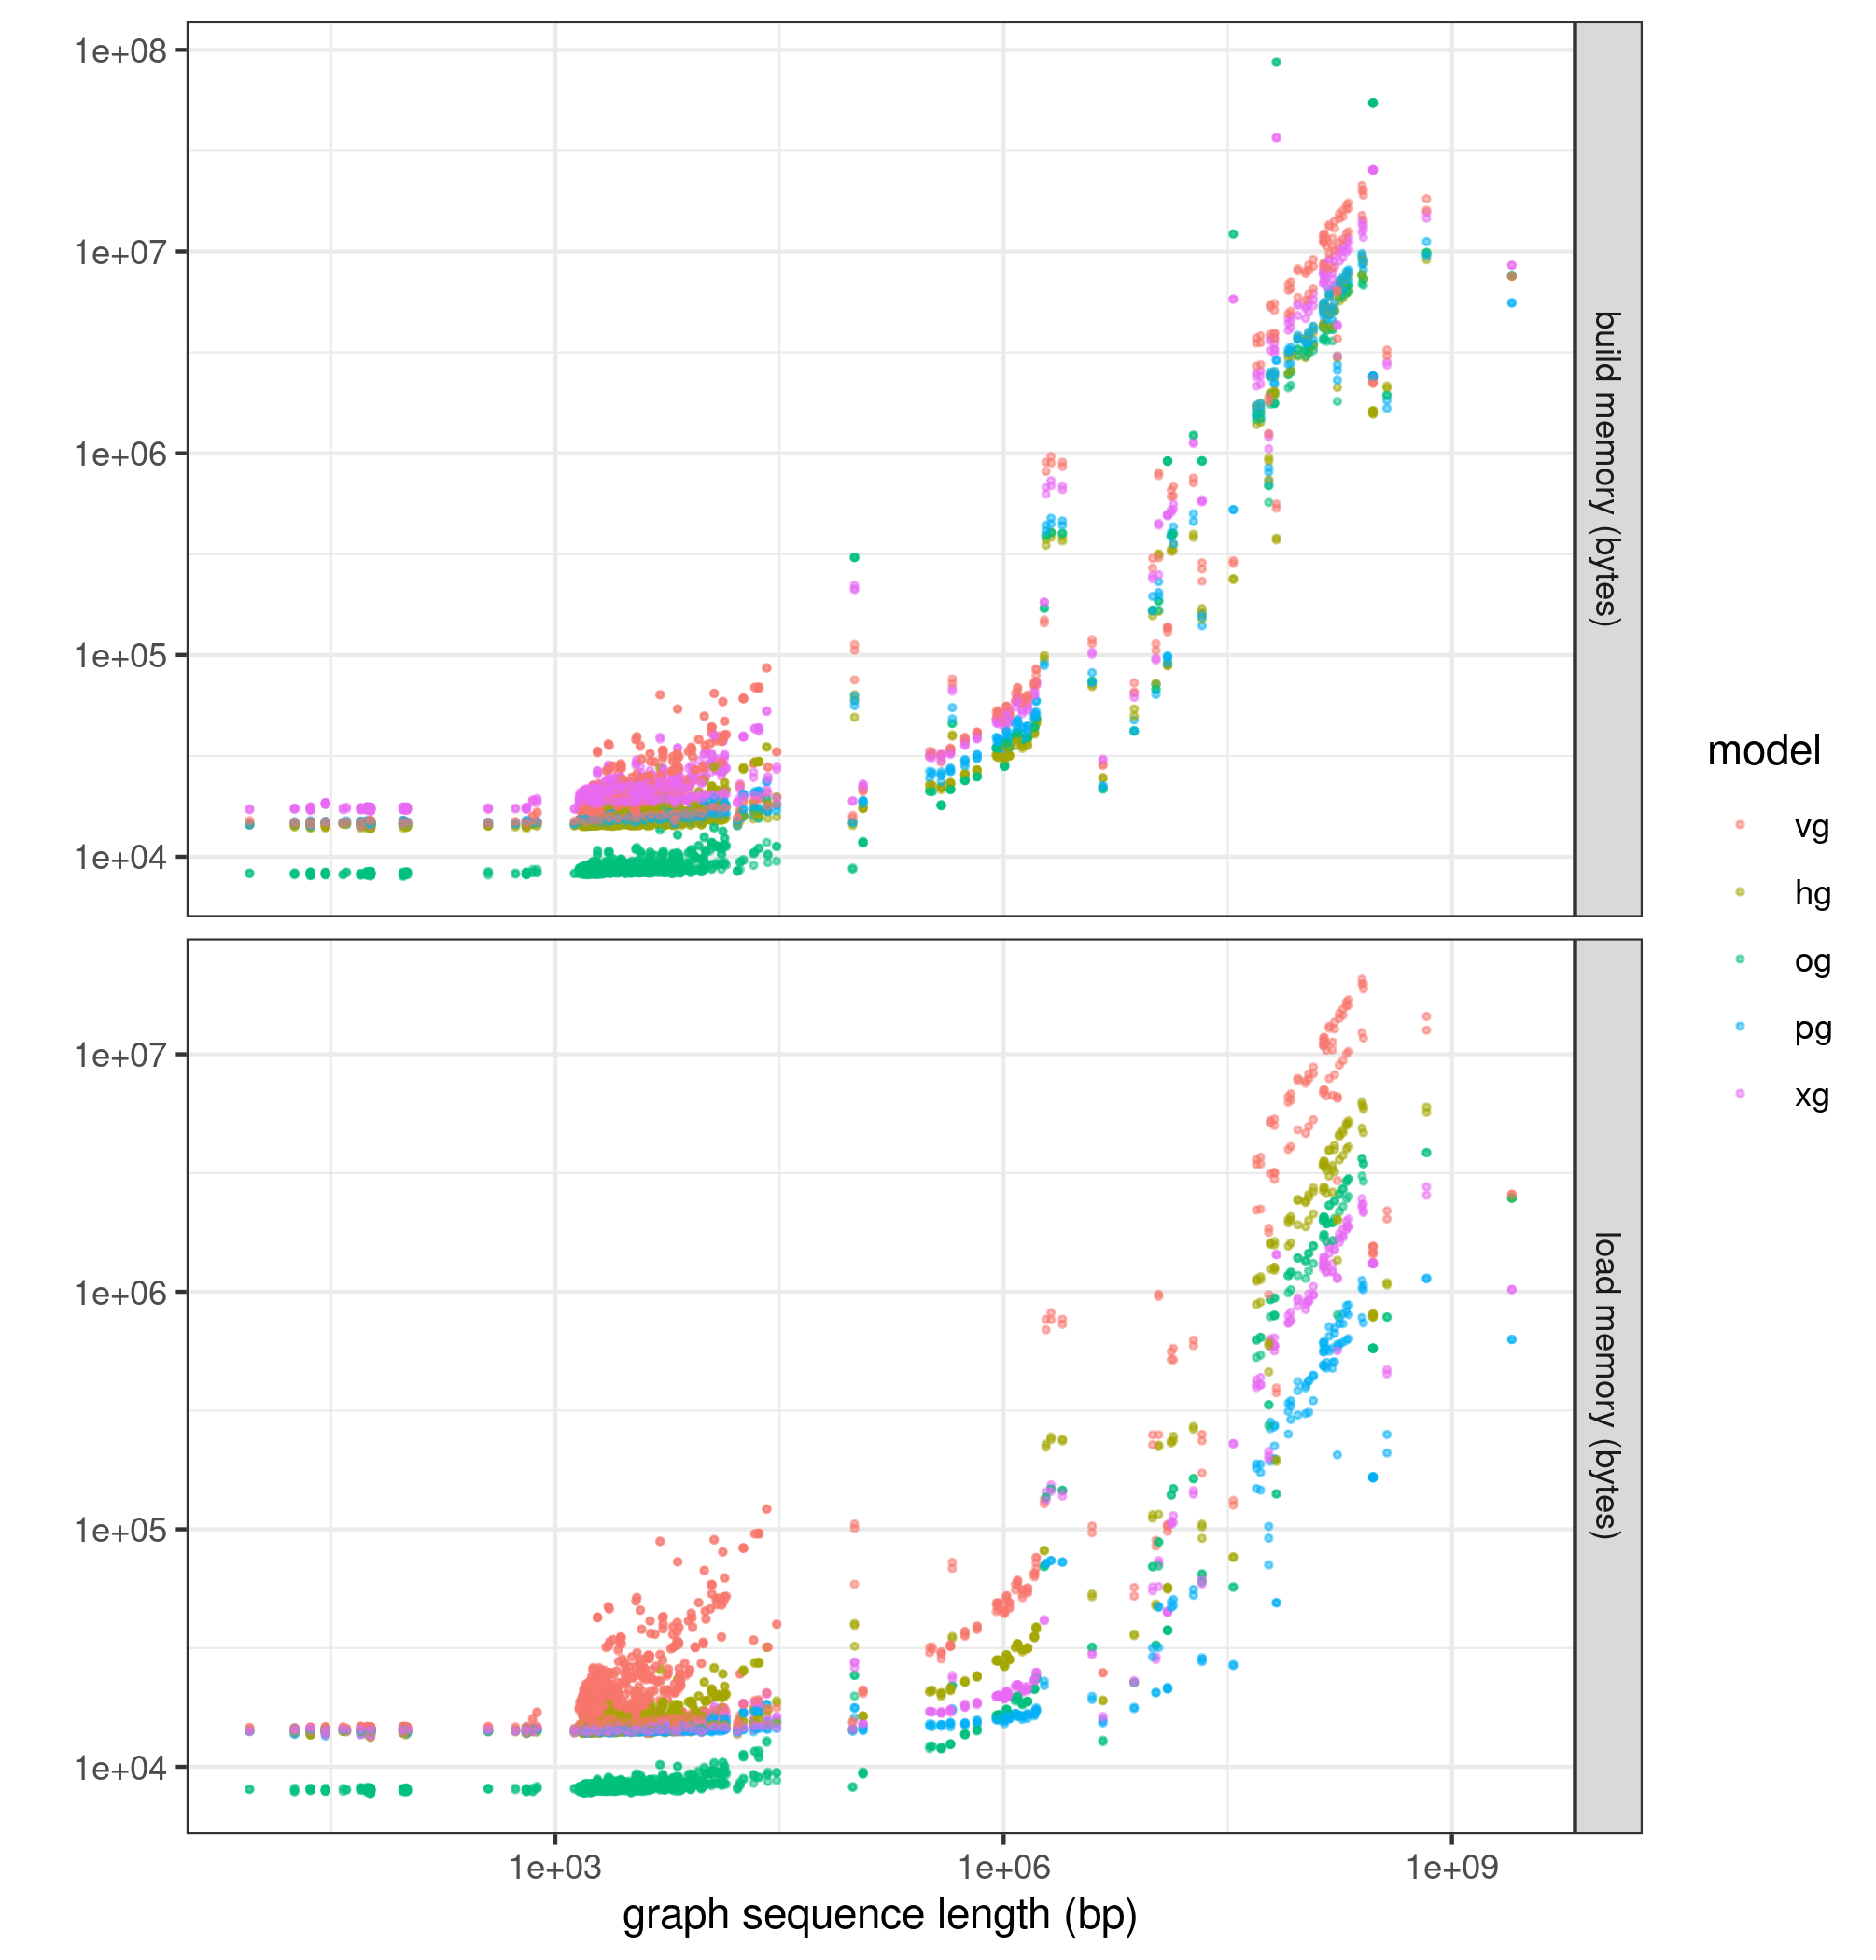 1e+08
1e+07
1e+06
1e+05
1e+04
build memory (bytes)
1e+07
1e+06
1e+05
1e+04
load memory (bytes)
1e+03
1e+06
1e+09
graph sequence length (bp)
model
vg
hg
og
pg
xg